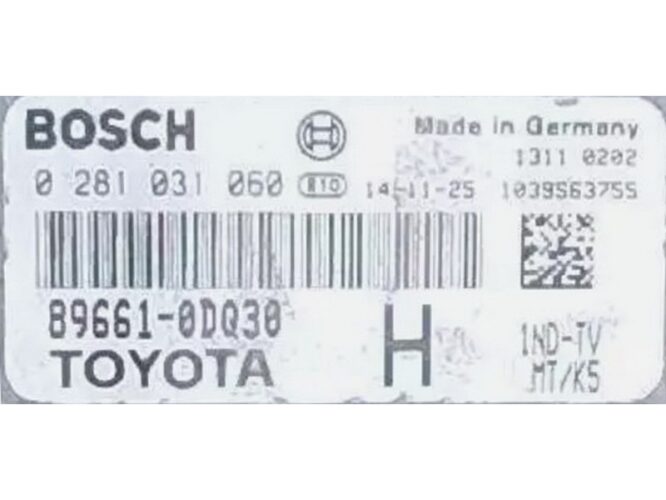 BOSCH
Made in Germany
1311 0202
0 281 031 060 R10 14-11-25 1039S63755
89661-0DQ30
TOYOTA
H
1ND-TV
MT/K5